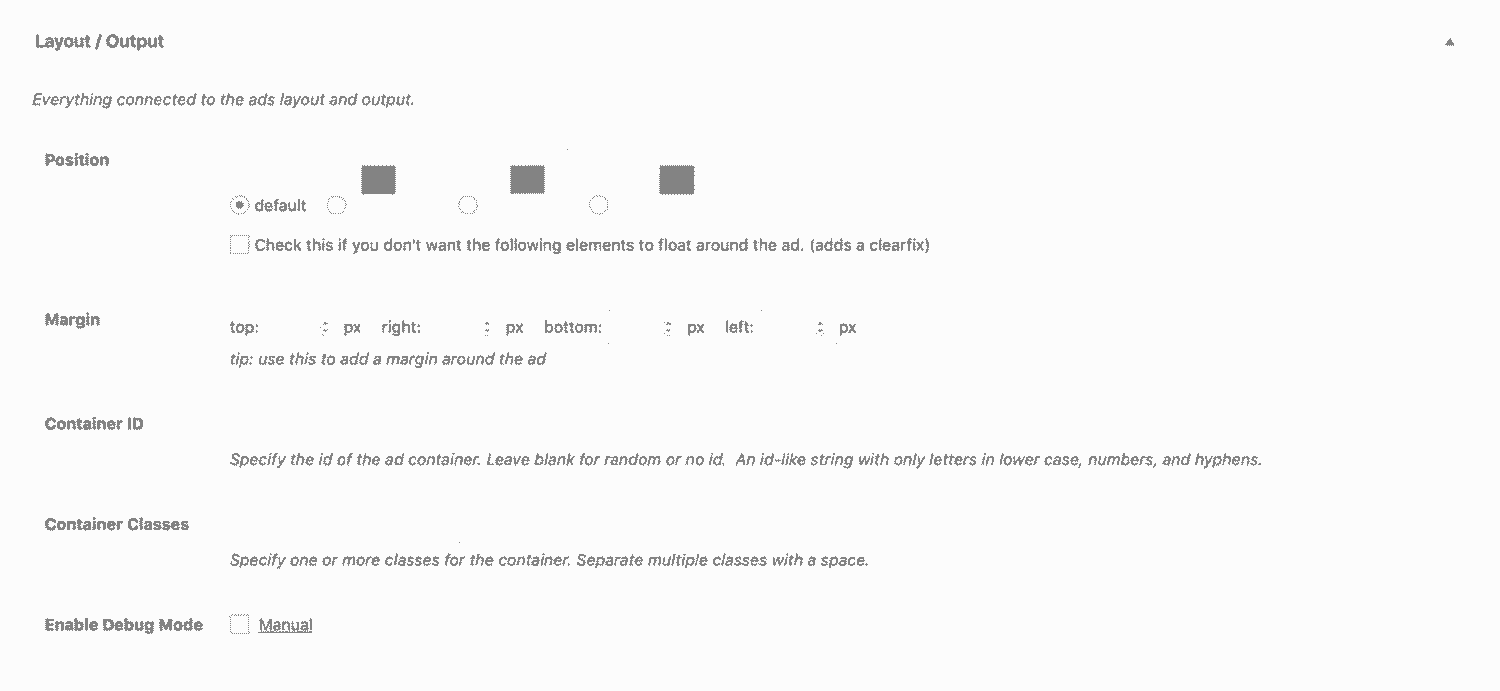 Layout / Output
Everything connected to the ads layout and output.
Position
default
Check this if you don't want the following elements to float around the ad. (adds a clearfix)
Margin
top: px right: px bottom: px left: px
tip: use this to add a margin around the ad
Container ID
Specify the id of the ad container. Leave blank for random or no id. An id-like string with only letters in lower case, numbers, and hyphens.
Container Classes
Specify one or more classes for the container. Separate multiple classes with a space.
Enable Debug Mode Manual